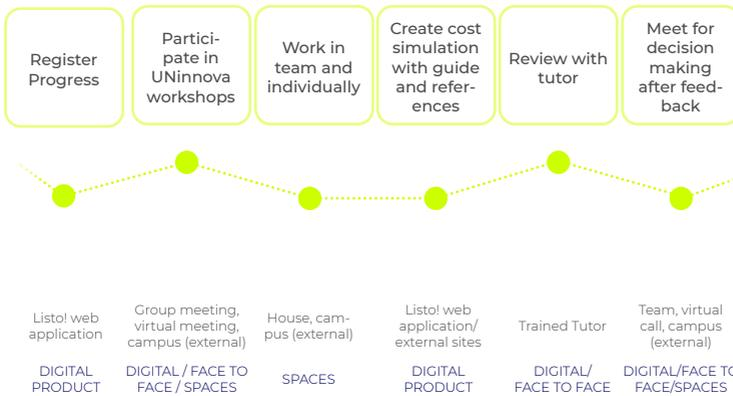 Register
Progress
Partici-
pate in
UNinnova
workshops
Work in
team and
individually
Create cost
simulation
with guide
and refer-
ences
Review with
tutor
Meet for
decision
making
after feed-
back
Listo! web
application
Group meeting,
virtual meeting,
campus (external)
House, cam-
pus (external)
Listo! web
application/
external sites
Trained Tutor
Team, virtual
call, campus
(external)
DIGITAL
PRODUCT
DIGITAL / FACE TO
FACE / SPACES
SPACES
DIGITAL
PRODUCT
DIGITAL/
FACE TO FACE
DIGITAL/FACE TO
FACE/SPACES